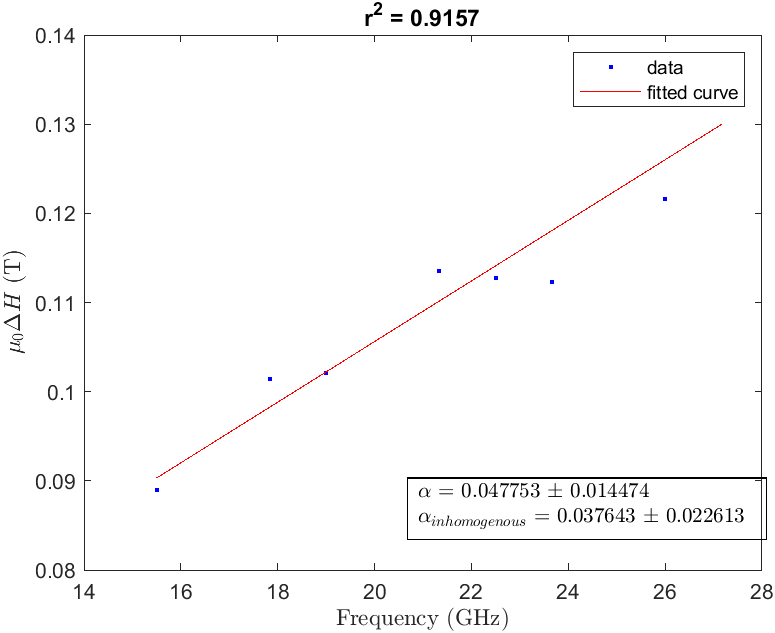 r² = 0.9157
0.14
0.13
0.12
0.11
0.1
0.09
0.08
μ₀ΔH (T)
data
fitted curve
α = 0.047753 ± 0.014474
α_inhomogenous = 0.037643 ± 0.022613
14 16 18 20 22 24 26 28
Frequency (GHz)